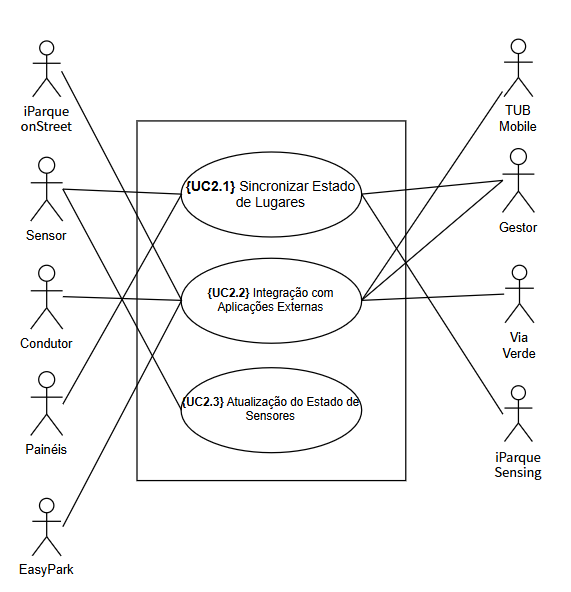 iParque
onStreet
Sensor
Condutor
Painéis
EasyPark
{UC2.1} Sincronizar Estado
de Lugares
{UC2.2} Integração com
Aplicações Externas
{UC2.3} Atualização do Estado de
Sensores
TUB
Mobile
Gestor
Via
Verde
iParque
Sensing